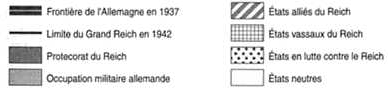 Frontière de l'Allemagne en 1937
Limite du Grand Reich en 1942
Protecorat du Reich
Occupation militaire allemande
États alliés du Reich
États vassaux du Reich
États en lutte contre le Reich
États neutres